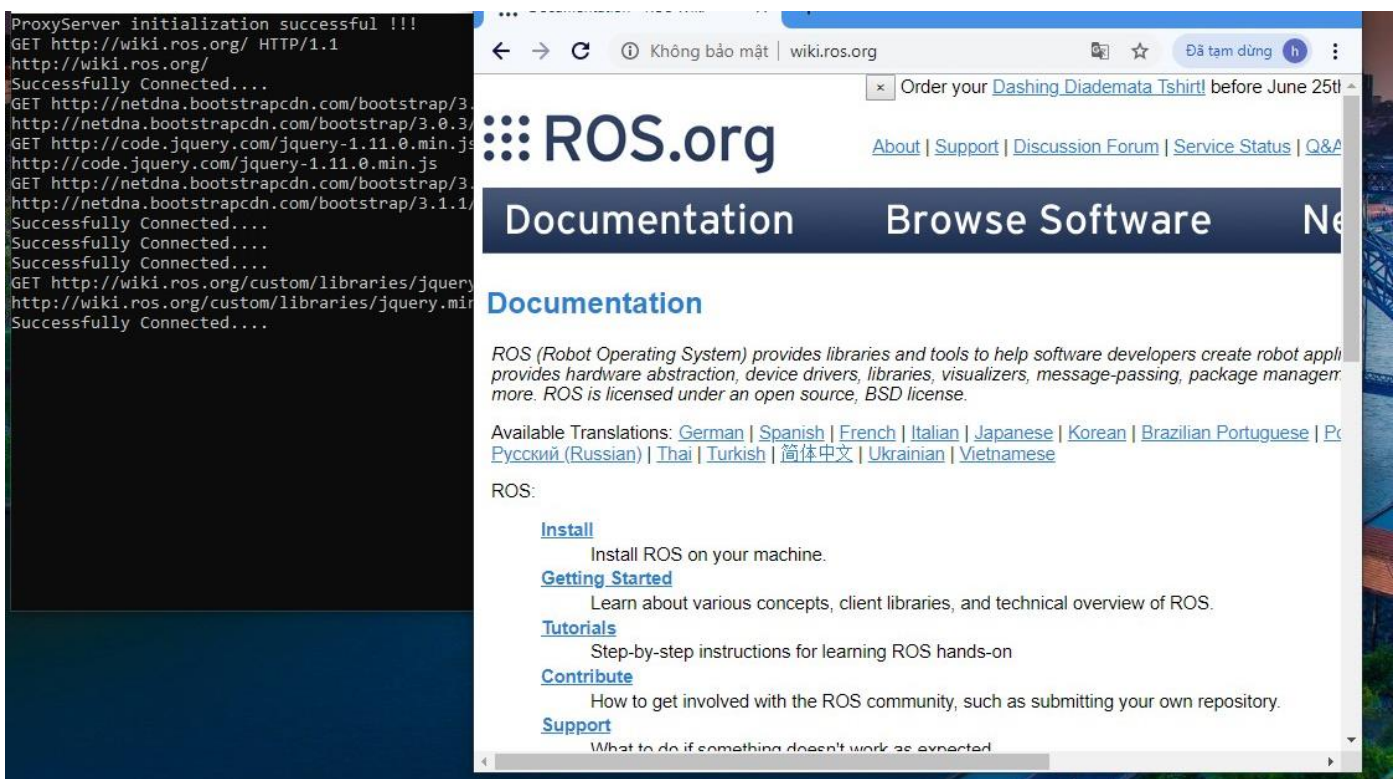 ProxyServer initialization successful !!!
GET http://wiki.ros.org/ HTTP/1.1
http://wiki.ros.org/
Successfully Connected....
GET http://netdna.bootstrapcdn.com/bootstrap/3.
http://netdna.bootstrapcdn.com/bootstrap/3.0.3/
GET http://code.jquery.com/jquery-1.11.0.min.js
http://code.jquery.com/jquery-1.11.0.min.js
GET http://netdna.bootstrapcdn.com/bootstrap/3.
http://netdna.bootstrapcdn.com/bootstrap/3.1.1/
Successfully Connected....
Successfully Connected....
Successfully Connected....
GET http://wiki.ros.org/custom/libraries/jquery
http://wiki.ros.org/custom/libraries/jquery.min
Successfully Connected....
Không bảo mật | wiki.ros.org Đã tạm dừng h
× Order your Dashing Diademata Tshirt! before June 25th
ROS.org
About | Support | Discussion Forum | Service Status | Q&A
Documentation Browse Software Ne
Documentation
ROS (Robot Operating System) provides libraries and tools to help software developers create robot appli
provides hardware abstraction, device drivers, libraries, visualizers, message-passing, package managem
more. ROS is licensed under an open source, BSD license.
Available Translations: German | Spanish | French | Italian | Japanese | Korean | Brazilian Portuguese | Po
Русский (Russian) | Thai | Turkish | 简体中文 | Ukrainian | Vietnamese
ROS:
Install
Install ROS on your machine.
Getting Started
Learn about various concepts, client libraries, and technical overview of ROS.
Tutorials
Step-by-step instructions for learning ROS hands-on
Contribute
How to get involved with the ROS community, such as submitting your own repository.
Support
What to do if something doesn't work as expected